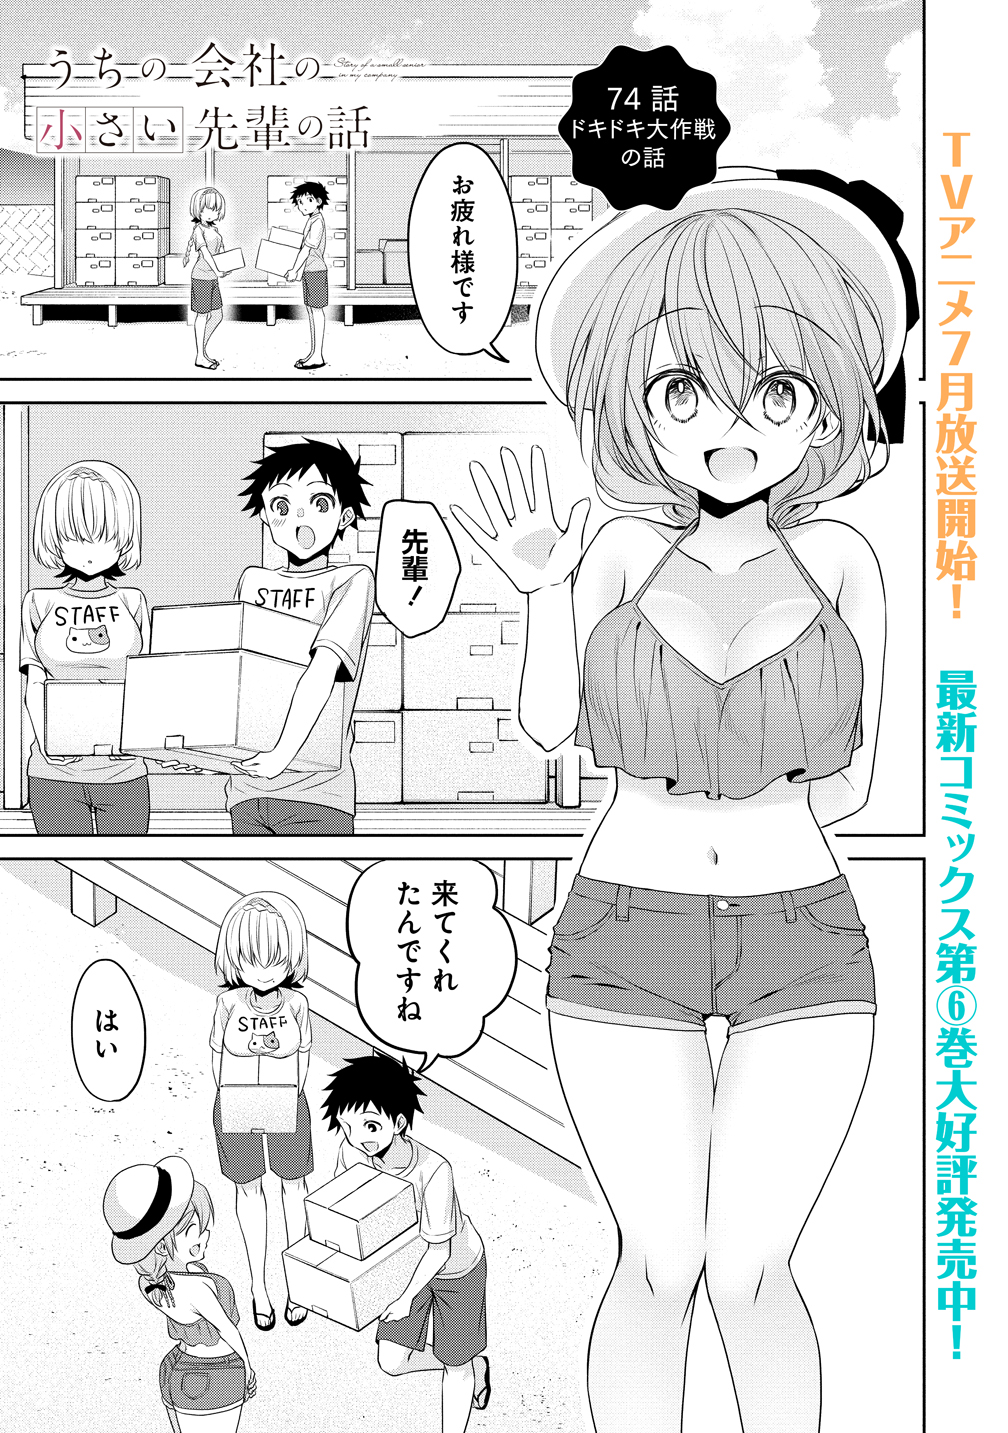 うちの会社の
小さい先輩の話
Story of a small senior
in my company
74話
ドキドキ大作戦
の話
TVアニメ7月放送開始！
最新コミックス第⑥巻大好評発売中！
お疲れ様です
先輩！
STAFF
STAFF
来てくれ
たんですね
はい
STAFF